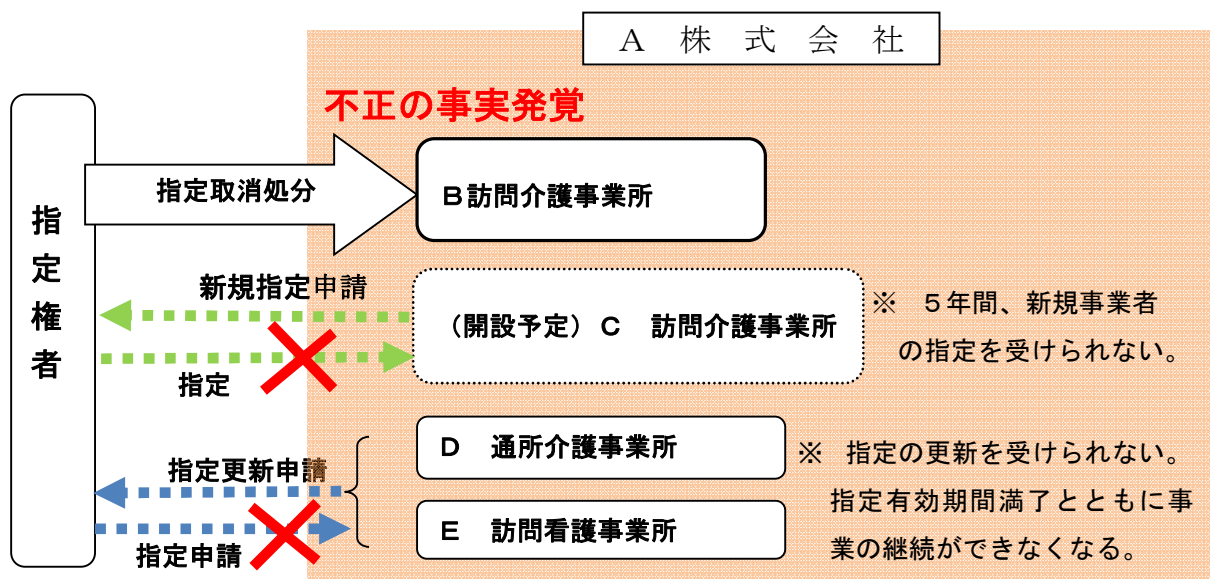 A 株 式 会 社
不正の事実発覚
指定権者
指定取消処分
B訪問介護事業所
新規指定申請
(開設予定) C 訪問介護事業所
指定
※ 5年間、新規事業者
の指定を受けられない。
D 通所介護事業所
指定更新申請
E 訪問看護事業所
指定申請
※ 指定の更新を受けられない。
指定有効期間満了とともに事
業の継続ができなくなる。